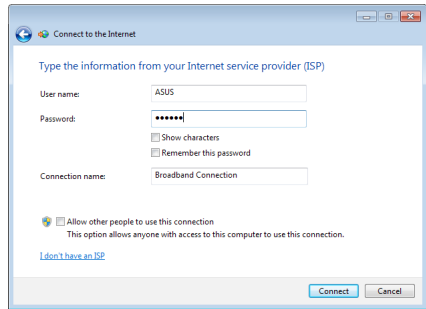 Connect to the Internet
Type the information from your Internet service provider (ISP)
User name: ASUS
Password: ●●●●●●
Show characters
Remember this password
Connection name: Broadband Connection
Allow other people to use this connection
This option allows anyone with access to this computer to use this connection.
I don't have an ISP
Connect Cancel